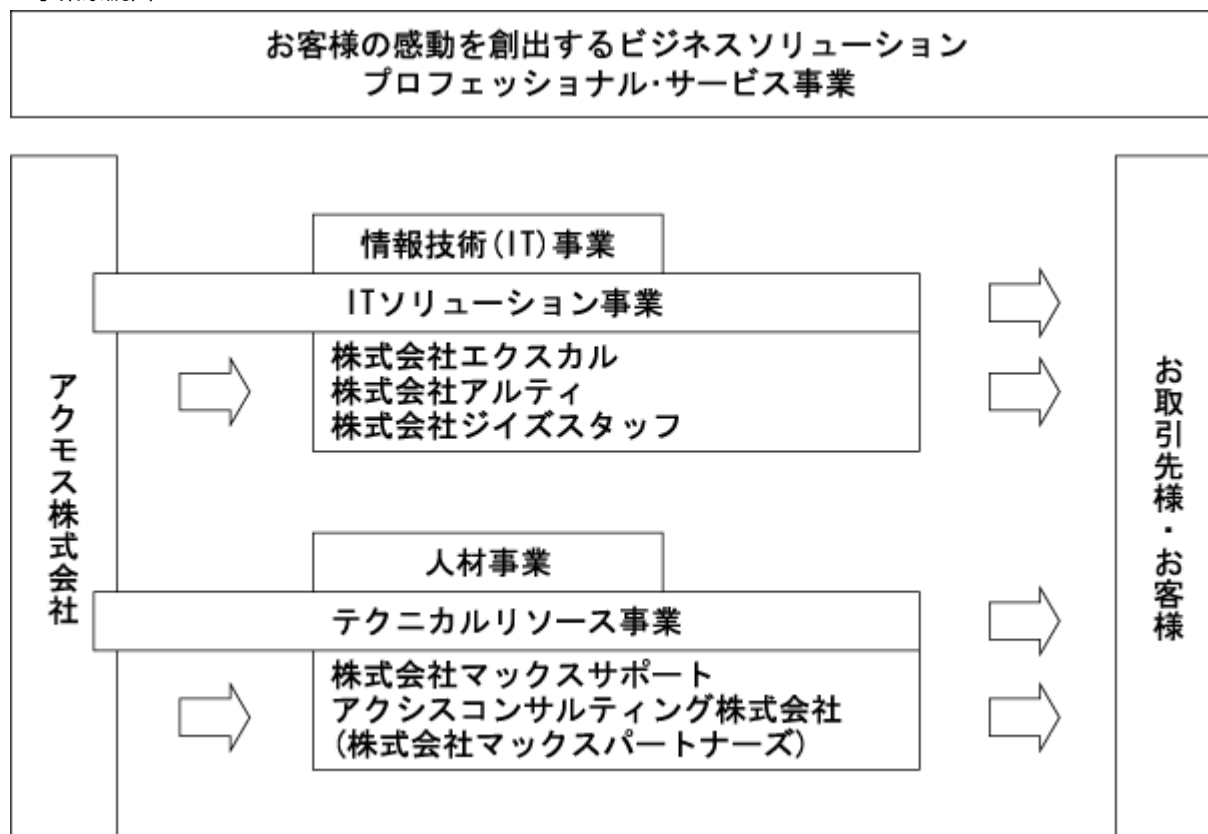 お客様の感動を創出するビジネスソリューション
プロフェッショナル・サービス事業
アクモス株式会社
情報技術(IT)事業
ITソリューション事業
株式会社エクスカル
株式会社アルティ
株式会社ジイズスタッフ
人材事業
テクニカルリソース事業
株式会社マックスサポート
アクシスコンサルティング株式会社
(株式会社マックスパートナーズ)
お取引先様・お客様